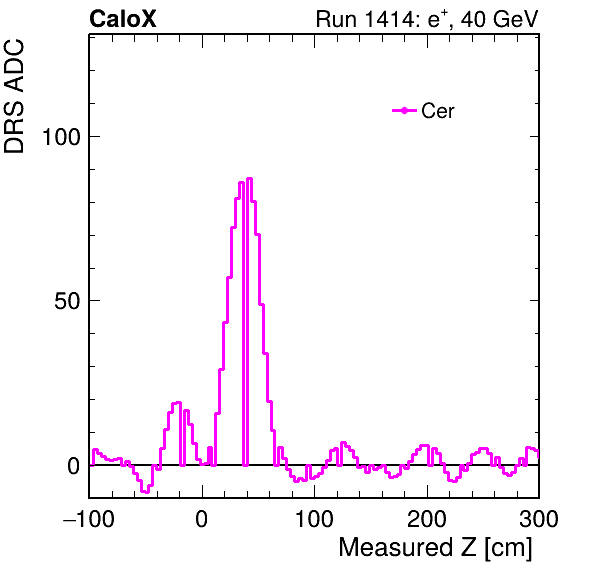 CaloX Run 1414: e⁺, 40 GeV
DRS ADC
Cer
100
50
0
−100 0 100 200 300
Measured Z [cm]